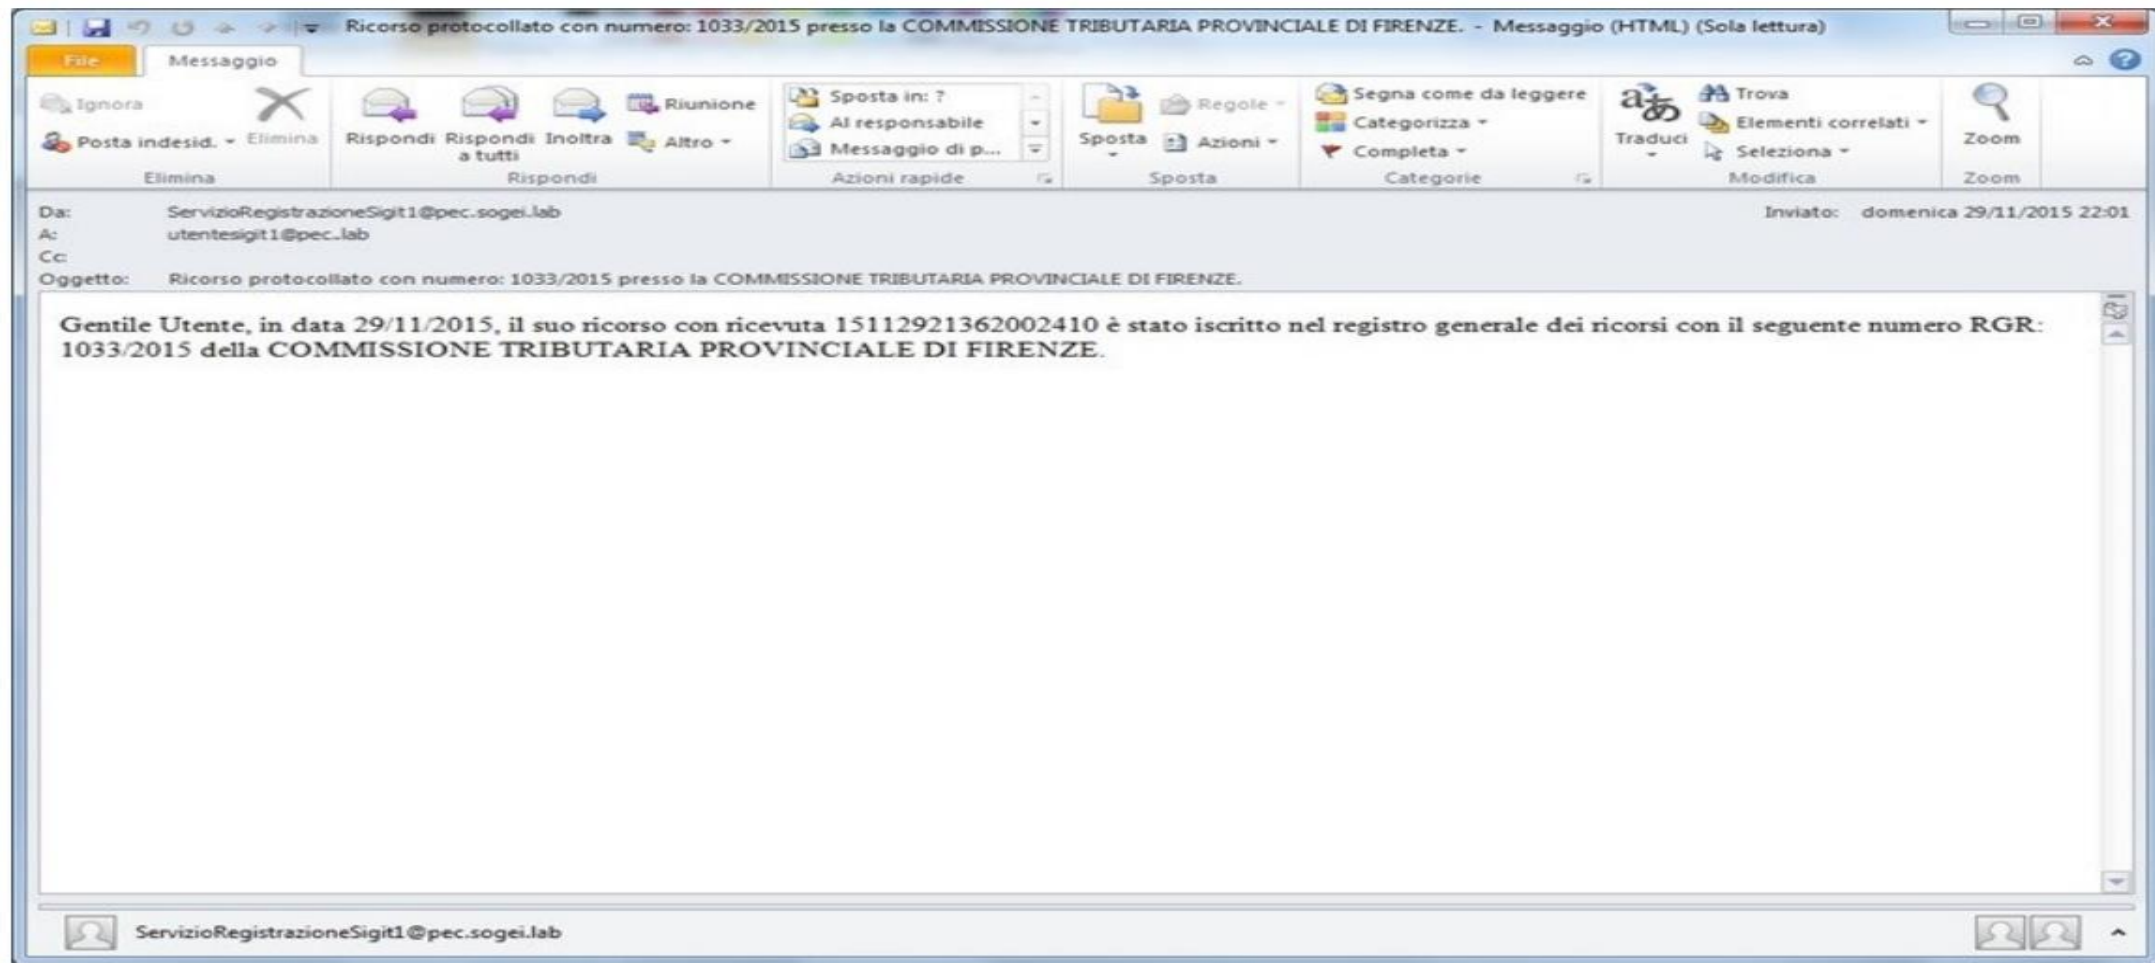 Ricorso protocollato con numero: 1033/2015 presso la COMMISSIONE TRIBUTARIA PROVINCIALE DI FIRENZE. - Messaggio (HTML) (Sola lettura)
File Messaggio
Ignora
Posta indesid.
Elimina
Elimina
Rispondi
Rispondi a tutti
Inoltra
Riunione
Altro
Rispondi
Sposta in: ?
Al responsabile
Messaggio di p...
Azioni rapide
Sposta
Regole
Azioni
Sposta
Segna come da leggere
Categorizza
Completa
Categorie
Traduci
Trova
Elementi correlati
Seleziona
Modifica
Zoom
Zoom
Da: ServizioRegistrazioneSigit1@pec.sogei.lab Inviato: domenica 29/11/2015 22:01
A: utentesigit1@pec.lab
Cc:
Oggetto: Ricorso protocollato con numero: 1033/2015 presso la COMMISSIONE TRIBUTARIA PROVINCIALE DI FIRENZE.
Gentile Utente, in data 29/11/2015, il suo ricorso con ricevuta 15112921362002410 è stato iscritto nel registro generale dei ricorsi con il seguente numero RGR:
1033/2015 della COMMISSIONE TRIBUTARIA PROVINCIALE DI FIRENZE.
ServizioRegistrazioneSigit1@pec.sogei.lab